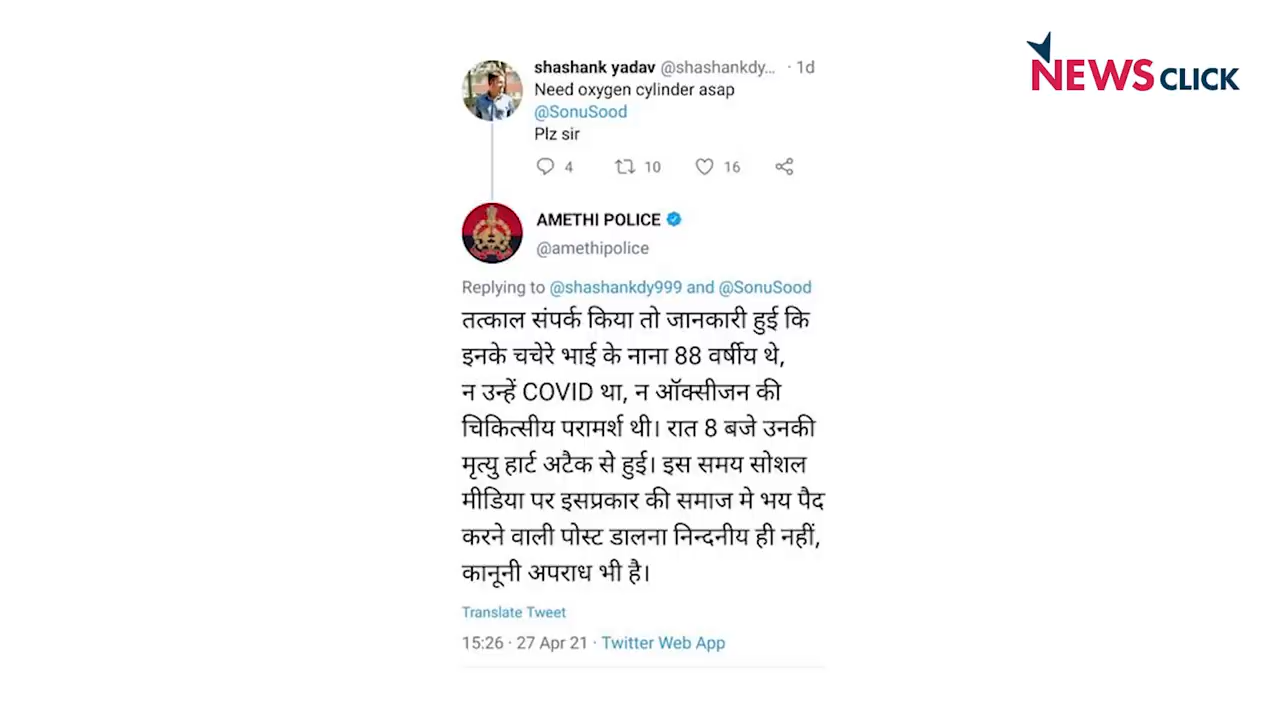 NEWS CLICK
shashank yadav @shashankdy... · 1d
Need oxygen cylinder asap
@SonuSood
Plz sir
4 10 16
AMETHI POLICE
@amethipolice
Replying to @shashankdy999 and @SonuSood
तत्काल संपर्क किया तो जानकारी हुई कि
इनके चचेरे भाई के नाना 88 वर्षीय थे,
न उन्हें COVID था, न ऑक्सीजन की
चिकित्सीय परामर्श थी। रात 8 बजे उनकी
मृत्यु हार्ट अटैक से हुई। इस समय सोशल
मीडिया पर इसप्रकार की समाज मे भय पैद
करने वाली पोस्ट डालना निन्दनीय ही नहीं,
कानूनी अपराध भी है।
Translate Tweet
15:26 · 27 Apr 21 · Twitter Web App